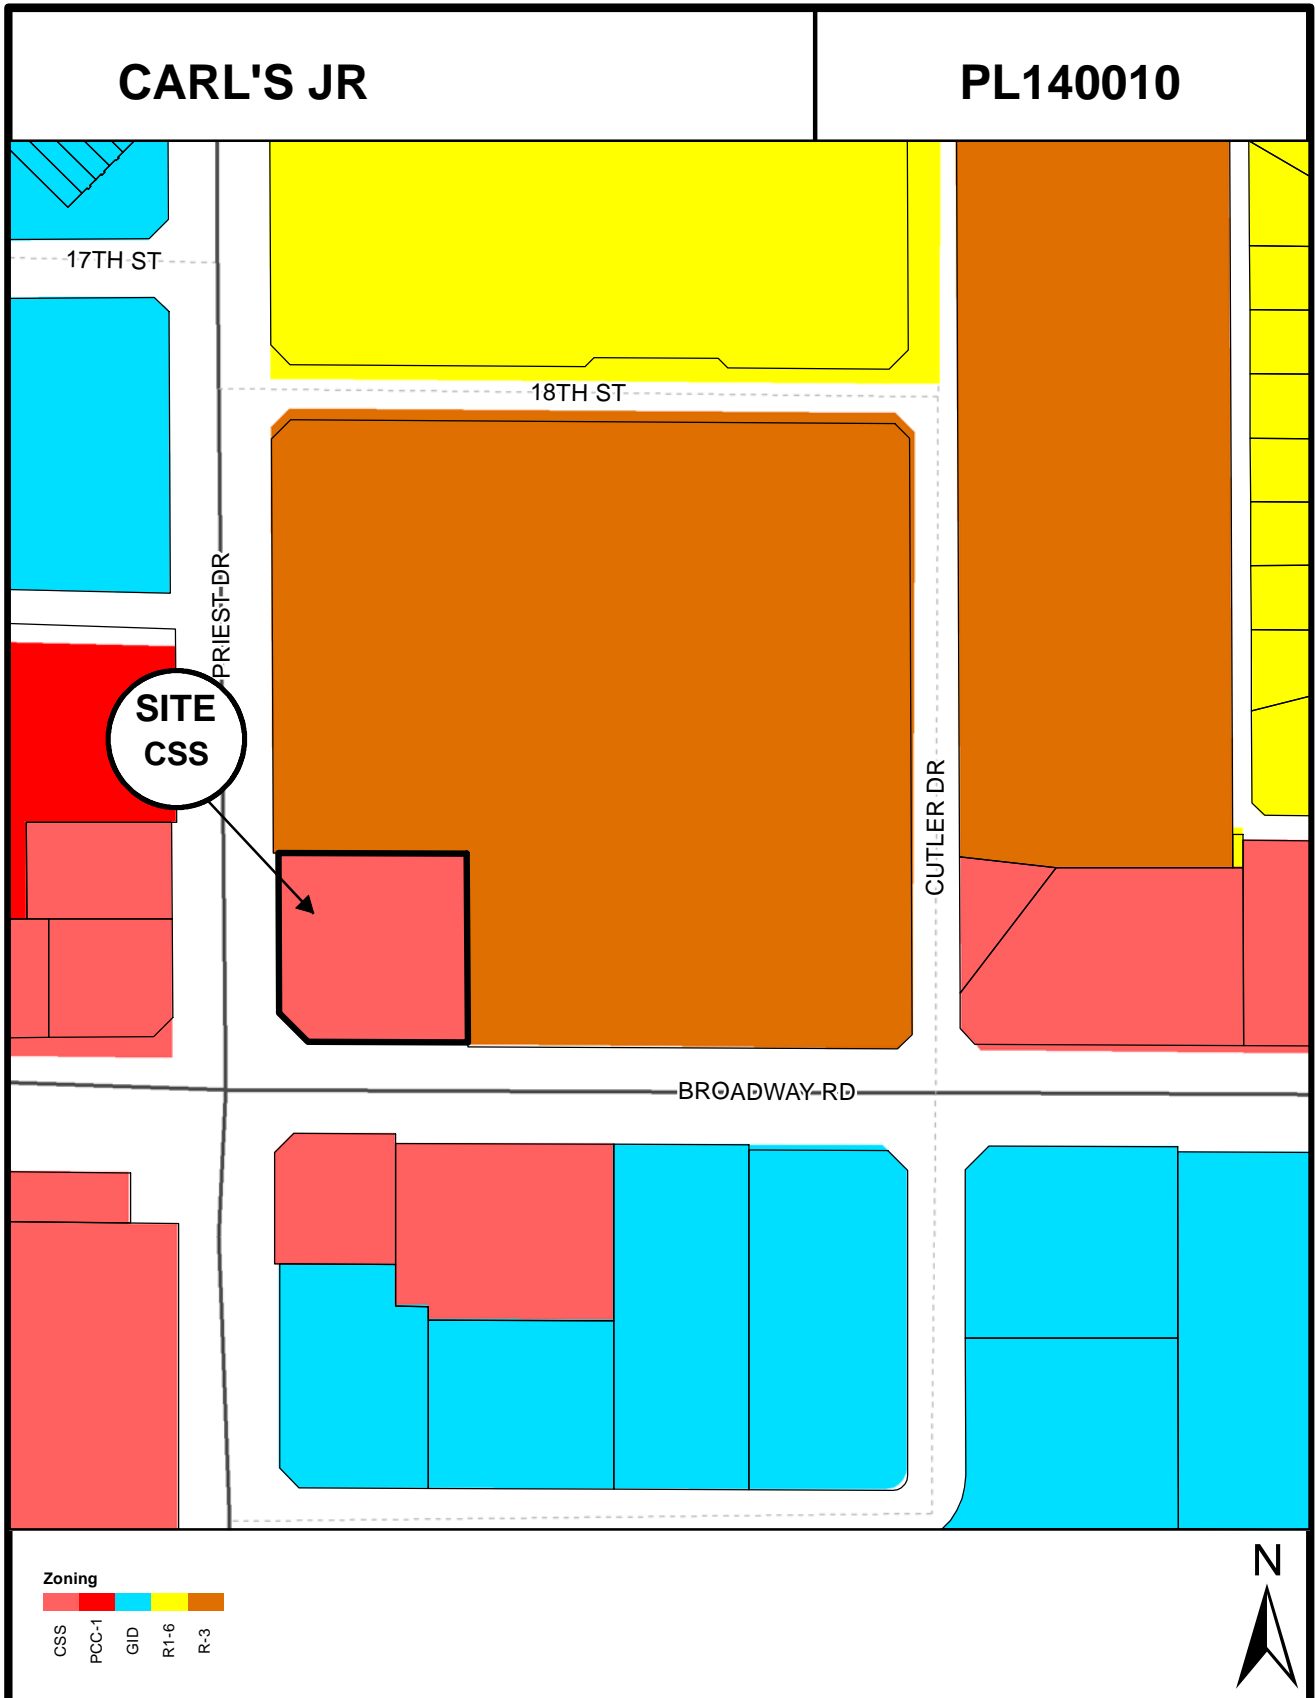 CARL'S JR
PL140010
17TH ST
18TH ST
PRIEST DR
SITE
CSS
CUTLER DR
BROADWAY RD
Zoning
CSS
PCC-1
GID
R1-6
R-3
N